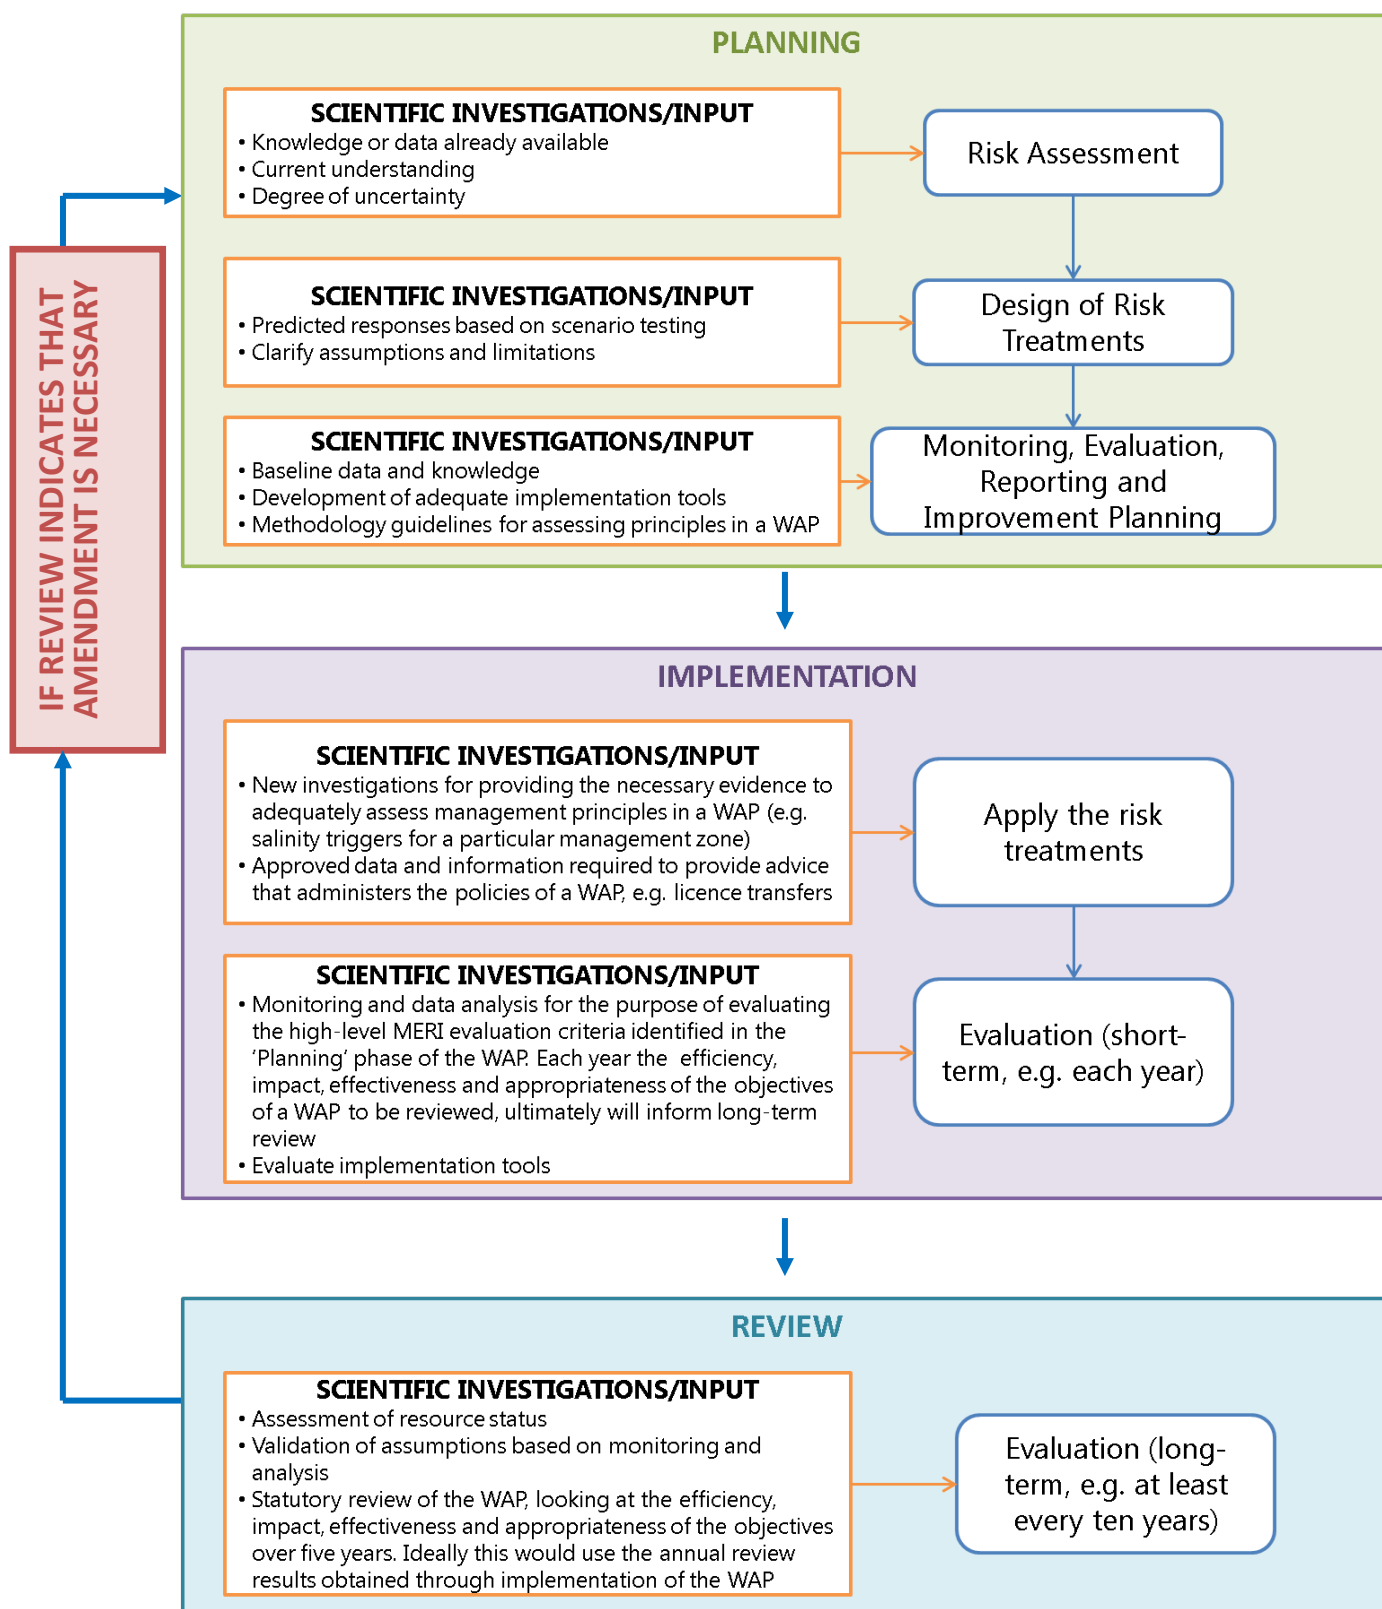 PLANNING
SCIENTIFIC INVESTIGATIONS/INPUT
• Knowledge or data already available
• Current understanding
• Degree of uncertainty
Risk Assessment
SCIENTIFIC INVESTIGATIONS/INPUT
• Predicted responses based on scenario testing
• Clarify assumptions and limitations
Design of Risk
Treatments
SCIENTIFIC INVESTIGATIONS/INPUT
• Baseline data and knowledge
• Development of adequate implementation tools
• Methodology guidelines for assessing principles in a WAP
Monitoring, Evaluation,
Reporting and
Improvement Planning
IF REVIEW INDICATES THAT
AMENDMENT IS NECESSARY
IMPLEMENTATION
SCIENTIFIC INVESTIGATIONS/INPUT
• New investigations for providing the necessary evidence to
adequately assess management principles in a WAP (e.g.
salinity triggers for a particular management zone)
• Approved data and information required to provide advice
that administers the policies of a WAP, e.g. licence transfers
Apply the risk
treatments
SCIENTIFIC INVESTIGATIONS/INPUT
• Monitoring and data analysis for the purpose of evaluating
the high-level MERI evaluation criteria identified in the
‘Planning’ phase of the WAP. Each year the efficiency,
impact, effectiveness and appropriateness of the objectives
of a WAP to be reviewed, ultimately will inform long-term
review
• Evaluate implementation tools
Evaluation (short-
term, e.g. each year)
REVIEW
SCIENTIFIC INVESTIGATIONS/INPUT
• Assessment of resource status
• Validation of assumptions based on monitoring and
analysis
• Statutory review of the WAP, looking at the efficiency,
impact, effectiveness and appropriateness of the objectives
over five years. Ideally this would use the annual review
results obtained through implementation of the WAP
Evaluation (long-
term, e.g. at least
every ten years)